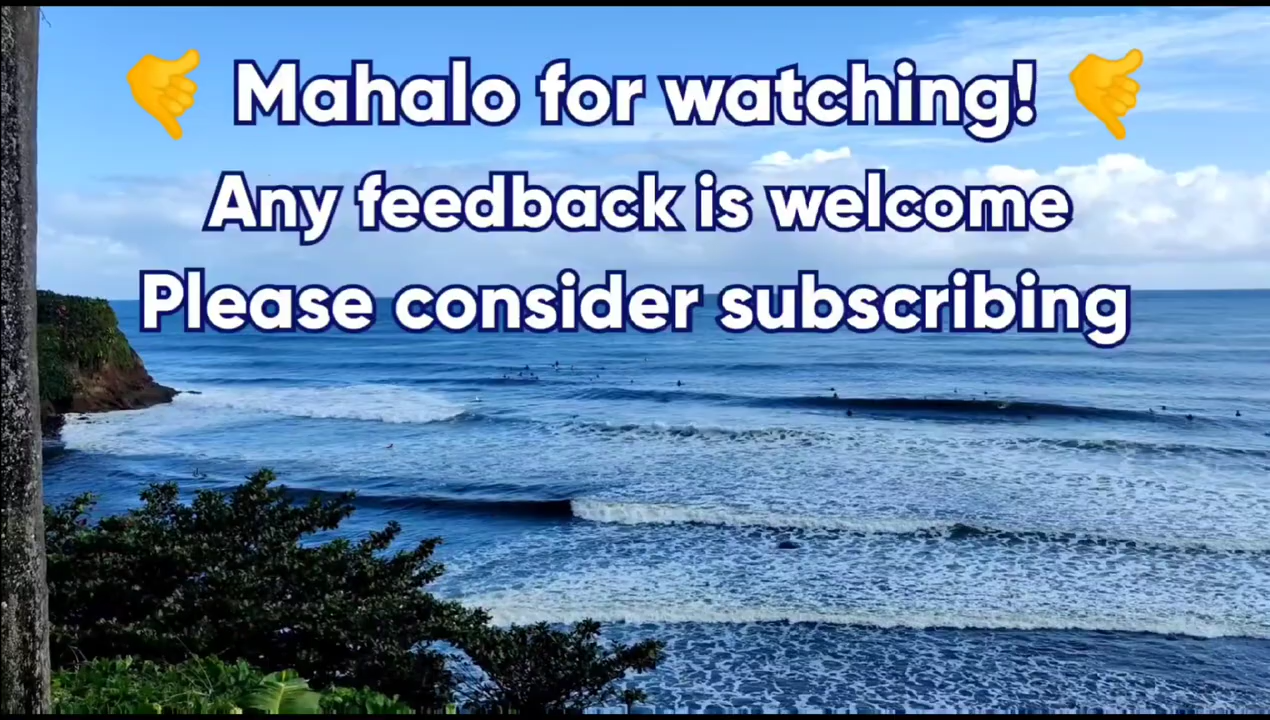 🤙 Mahalo for watching! 🤙
Any feedback is welcome
Please consider subscribing